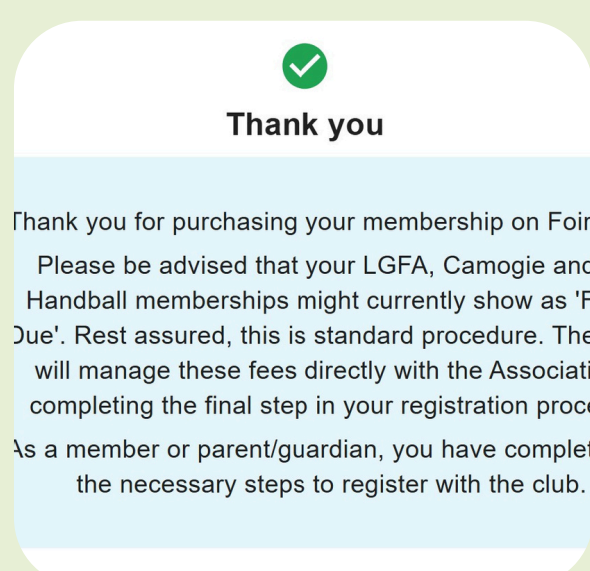 Thank you
Thank you for purchasing your membership on
Please be advised that your LGFA, Camogie and
Handball memberships might currently show as
Due'. Rest assured, this is standard procedure. The
will manage these fees directly with the
completing the final step in your registration
As a member or parent/guardian, you have
the necessary steps to register with the club.